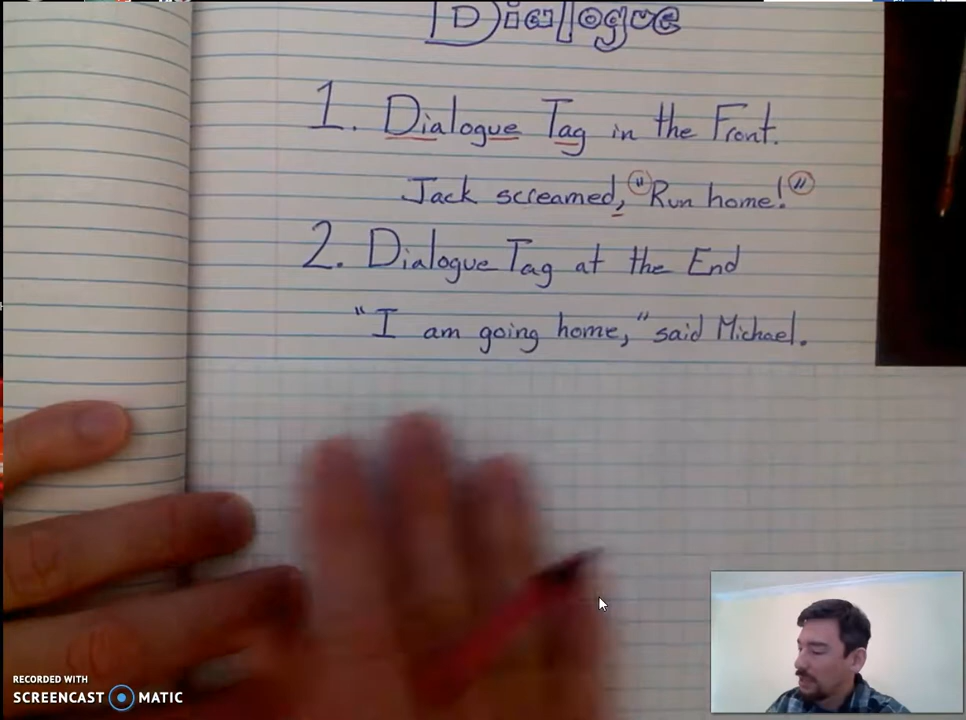 Dialogue
1. Dialogue Tag in the Front.
Jack screamed, "Run home!"
2. Dialogue Tag at the End
"I am going home," said Michael.
RECORDED WITH
SCREENCAST MATIC